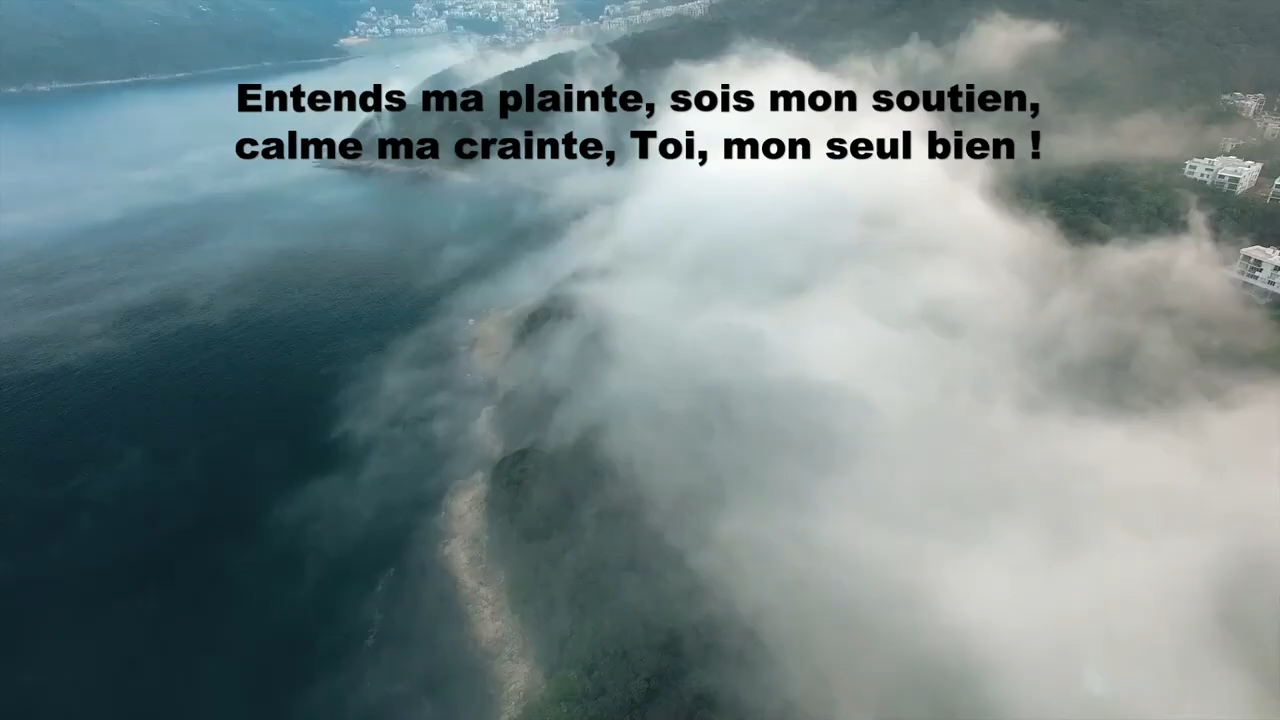 Entends ma plainte, sois mon soutien,
calme ma crainte, Toi, mon seul bien !